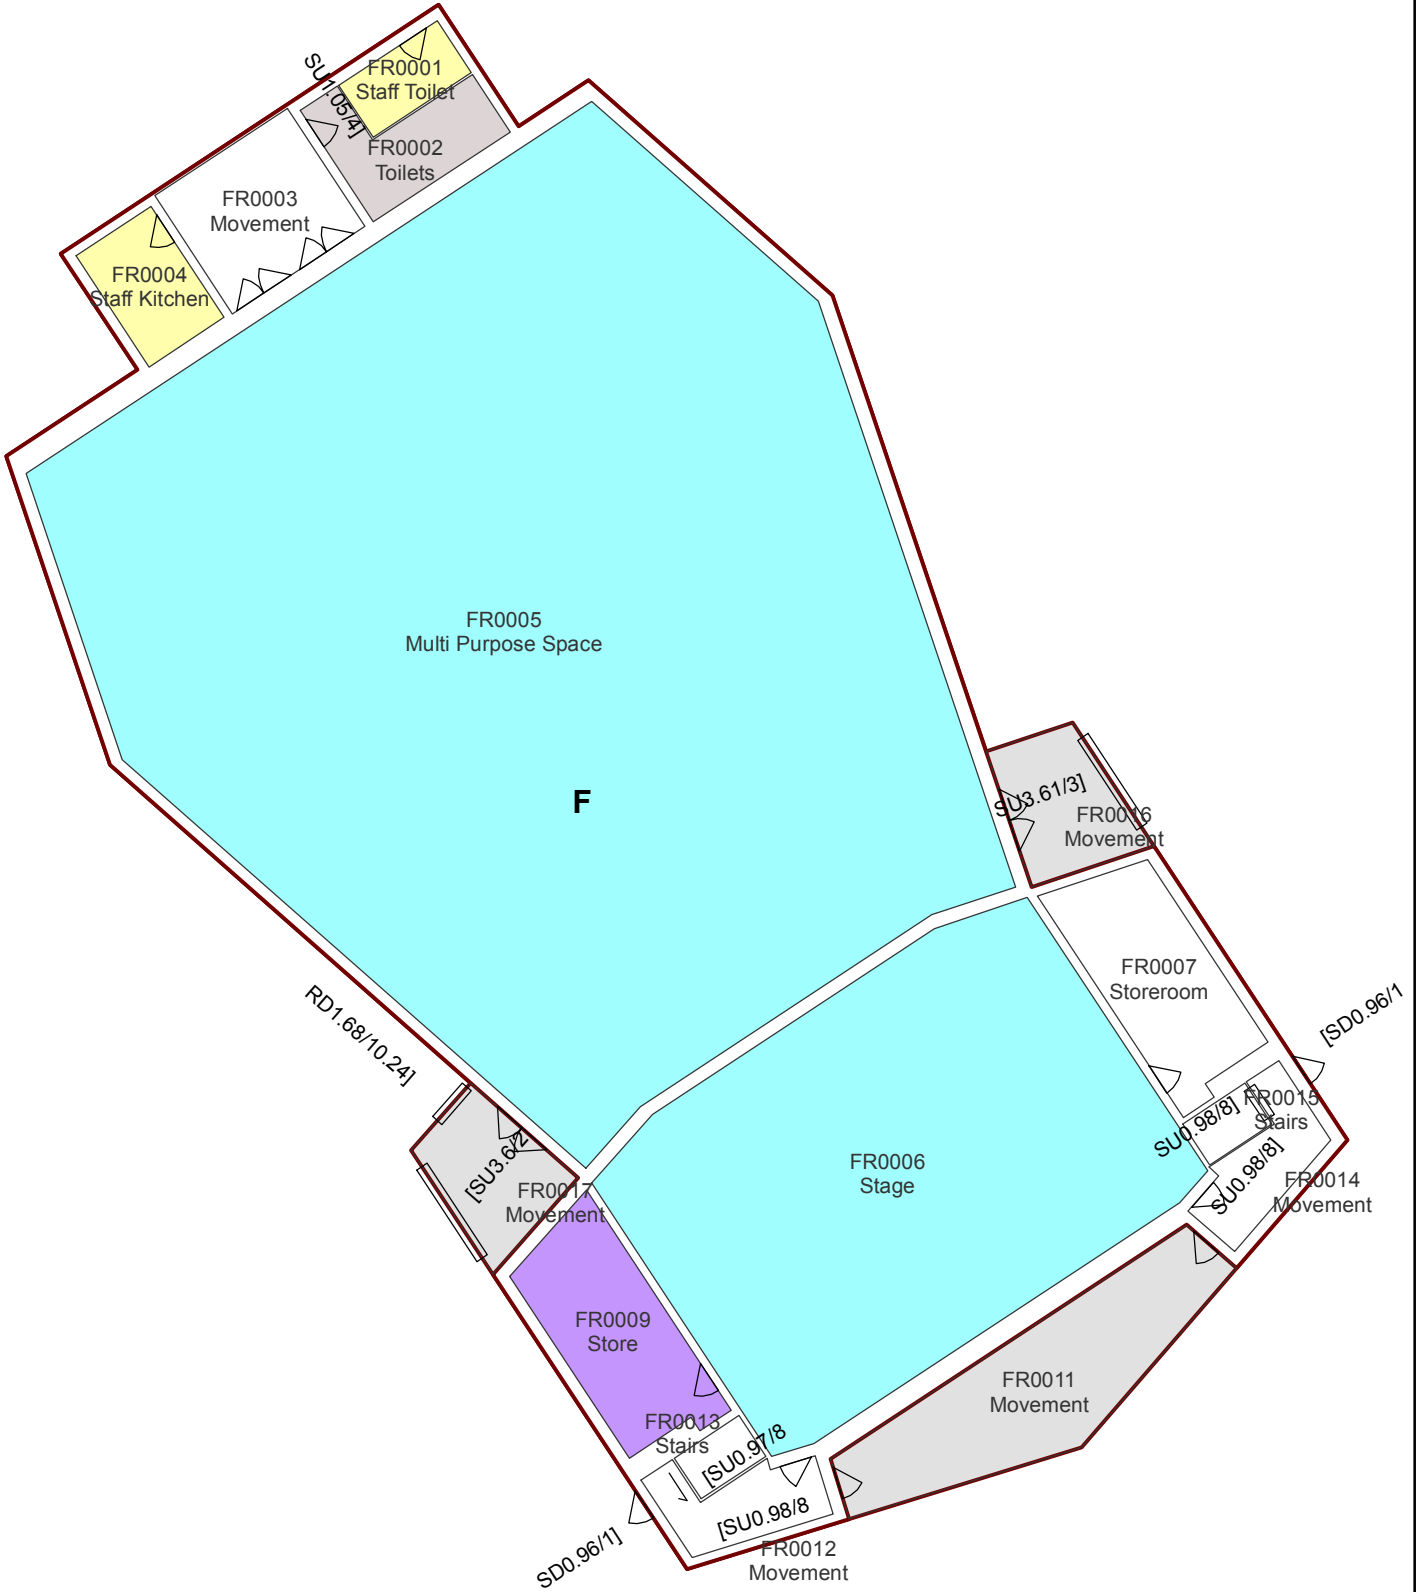 FR0001
Staff Toilet
SU1.05/4]
FR0002
Toilets
FR0003
Movement
FR0004
Staff Kitchen
FR0005
Multi Purpose Space
F
SU3.61/3]
FR0016
Movement
FR0007
Storeroom
[SD0.96/1
RD1.68/10.24]
FR0015
Stairs
SU0.98/8]
SU0.98/8]
FR0014
Movement
[SU3.6/2
FR0017
Movement
FR0006
Stage
FR0009
Store
FR0011
Movement
FR0013
Stairs
[SU0.97/8
[SU0.98/8
SD0.96/1]
FR0012
Movement